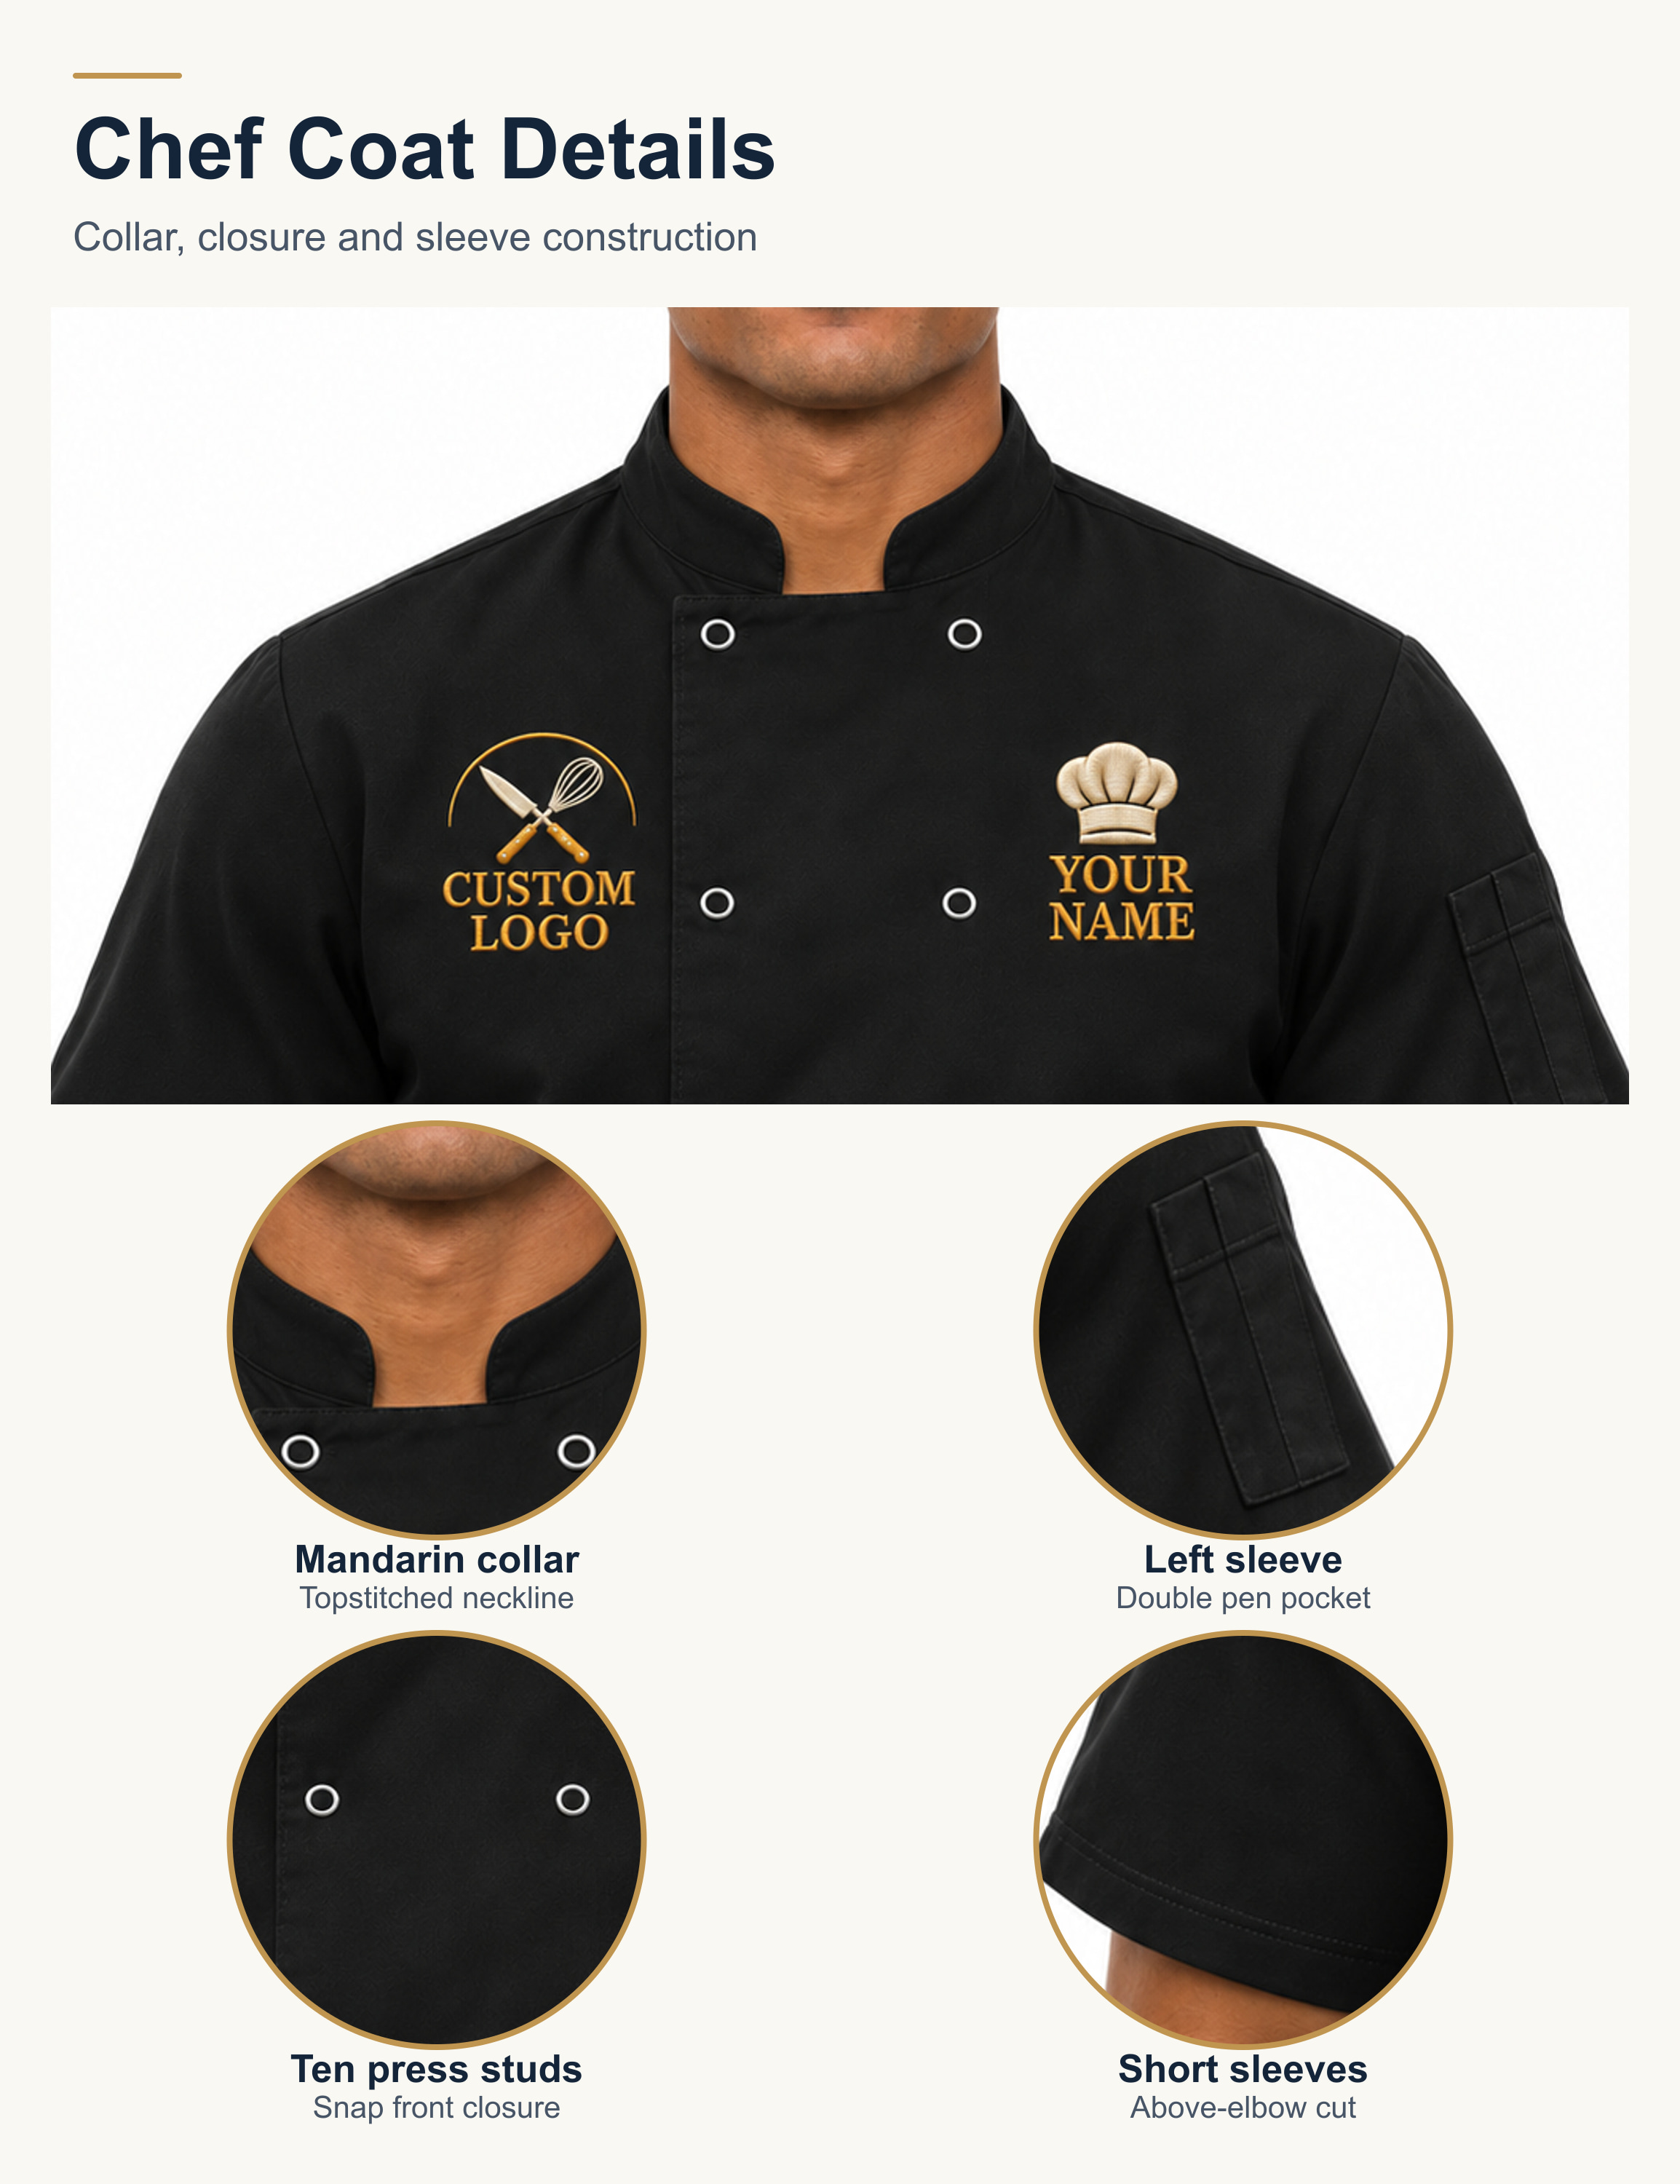 Chef Coat Details
Collar, closure and sleeve construction
CUSTOM
LOGO
YOUR
NAME
Mandarin collar
Topstitched neckline
Left sleeve
Double pen pocket
Ten press studs
Snap front closure
Short sleeves
Above-elbow cut